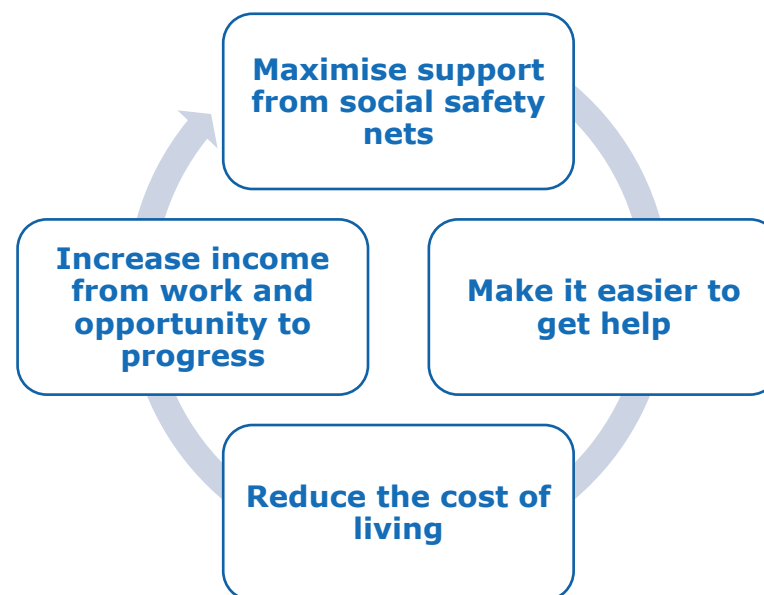 Maximise support
from social safety
nets
Make it easier to
get help
Reduce the cost of
living
Increase income
from work and
opportunity to
progress